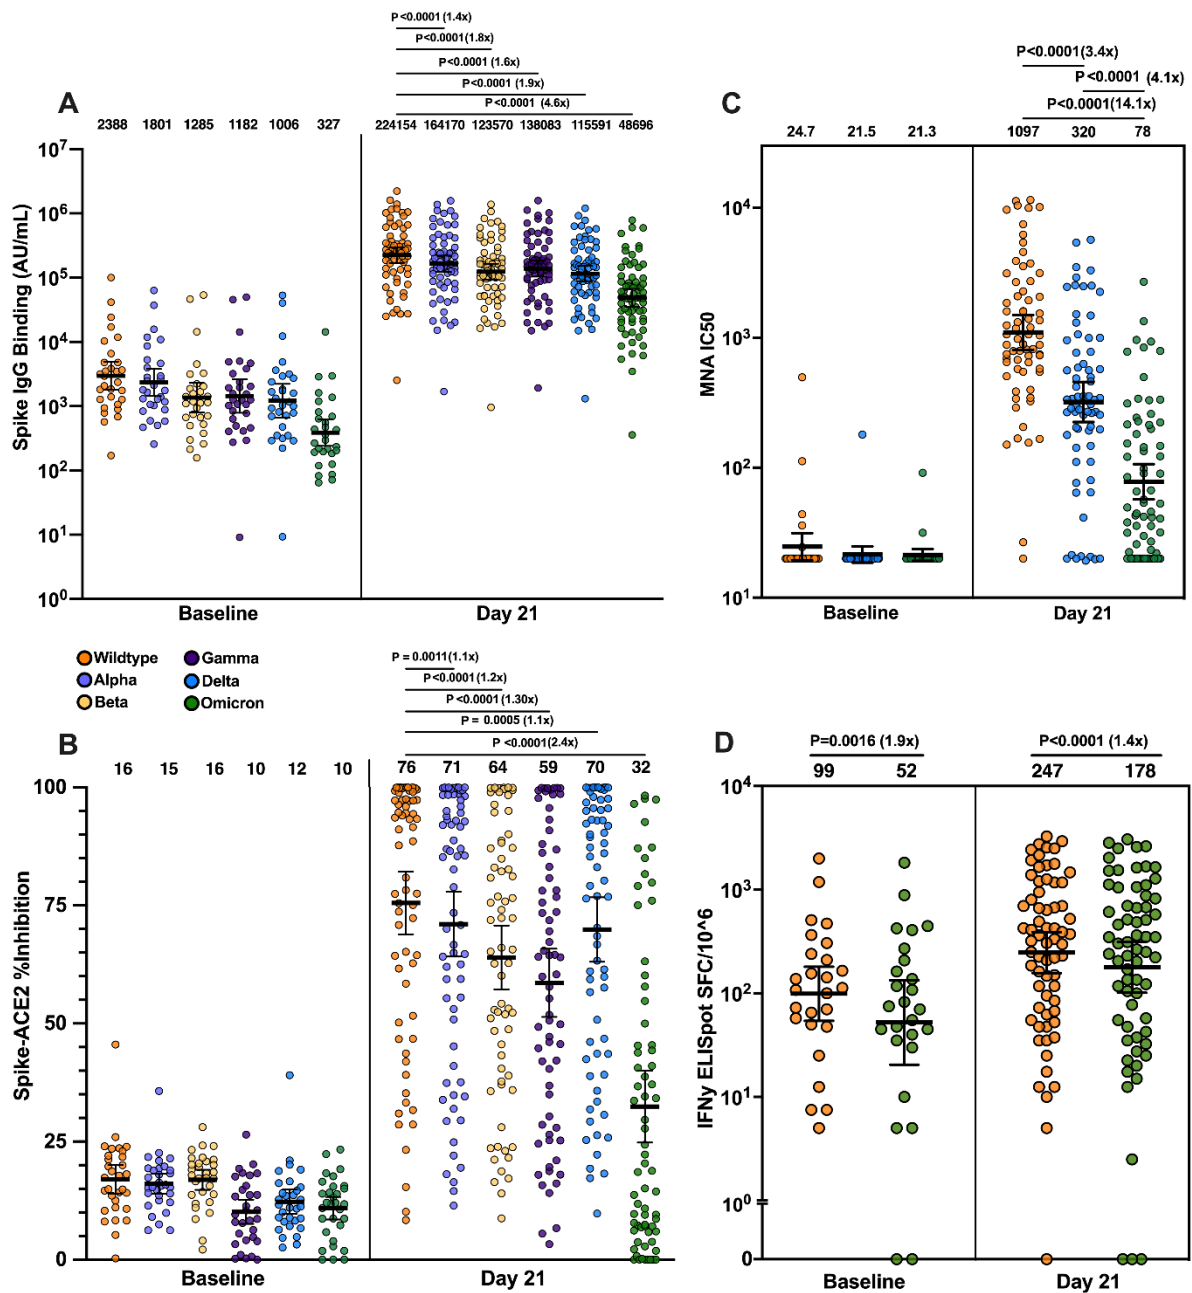 P <0.0001 (1.4x)
P <0.0001 (1.8x)
P <0.0001 (1.6x)
P <0.0001 (1.9x)
P <0.0001 (4.6x)
A
2388 1801 1285 1182 1006 327
224154 164170 123570 138083 115591 48696
Spike IgG Binding (AU/mL)
10^7
10^6
10^5
10^4
10^3
10^2
10^1
10^0
Baseline Day 21
P <0.0001(3.4x)
P <0.0001 (4.1x)
P <0.0001(14.1x)
C
24.7 21.5 21.3
1097 320 78
MNA IC50
10^4
10^3
10^2
10^1
Baseline Day 21
Wildtype Gamma
Alpha Delta
Beta Omicron
P = 0.0011(1.1x)
P <0.0001(1.2x)
P <0.0001 (1.30x)
P = 0.0005 (1.1x)
P <0.0001(2.4x)
B
16 15 16 10 12 10
76 71 64 59 70 32
Spike-ACE2 %Inhibition
100
75
50
25
0
Baseline Day 21
D
P=0.0016 (1.9x) P <0.0001 (1.4x)
99 52 247 178
IFNy ELISpot SFC/10^6
10^4
10^3
10^2
10^1
10^0
0
Baseline Day 21